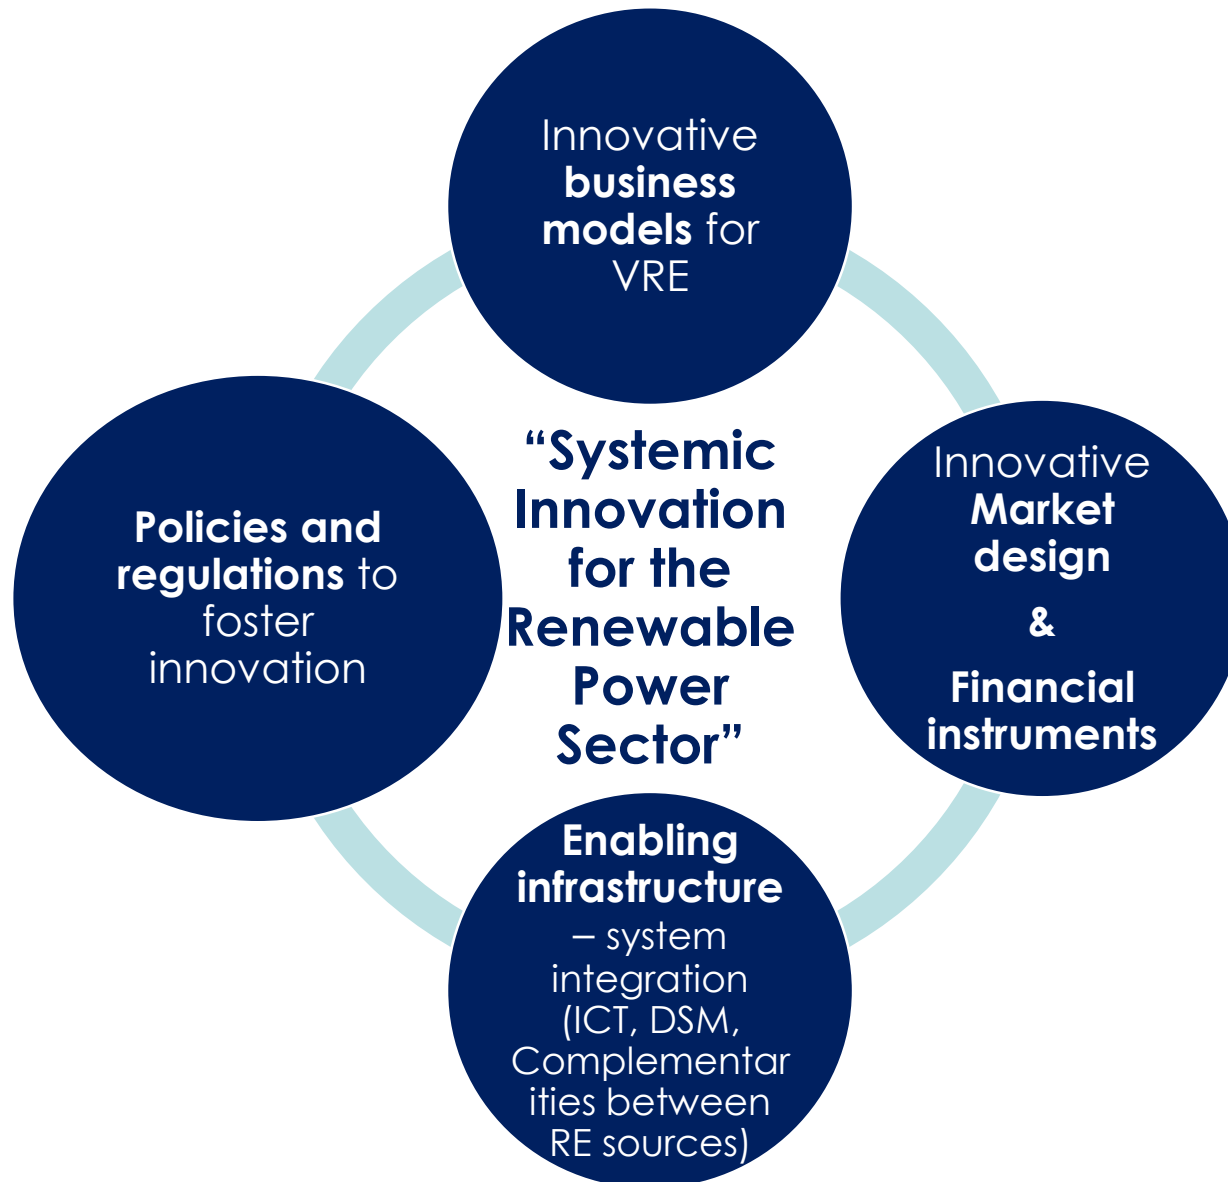 Innovative
business
models for
VRE
“Systemic
Innovation
for the
Renewable
Power
Sector”
Innovative
Market
design
&
Financial
instruments
Policies and
regulations to
foster
innovation
Enabling
infrastructure
– system
integration
(ICT, DSM,
Complementar
ities between
RE sources)